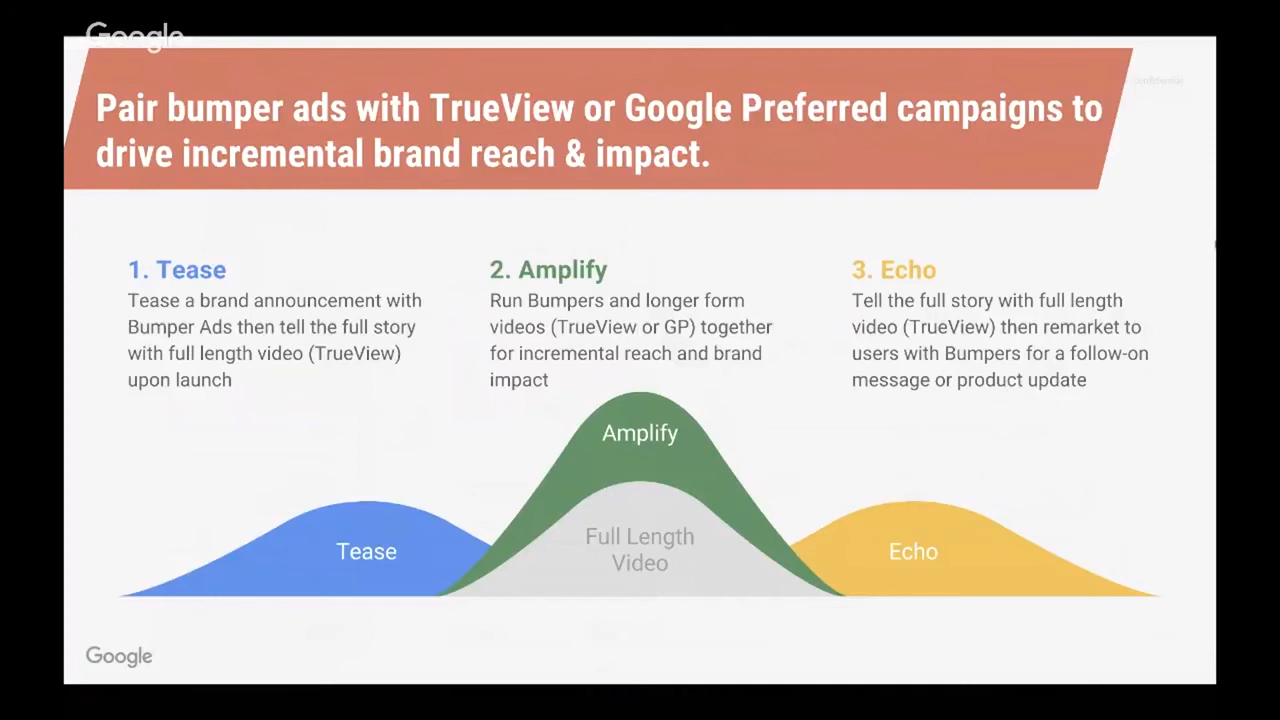 Google
Pair bumper ads with TrueView or Google Preferred campaigns to
drive incremental brand reach & impact.
Confidential
1. Tease
Tease a brand announcement with
Bumper Ads then tell the full story
with full length video (TrueView)
upon launch
2. Amplify
Run Bumpers and longer form
videos (TrueView or GP) together
for incremental reach and brand
impact
3. Echo
Tell the full story with full length
video (TrueView) then remarket to
users with Bumpers for a follow-on
message or product update
Amplify
Full Length
Video
Tease
Echo
Google